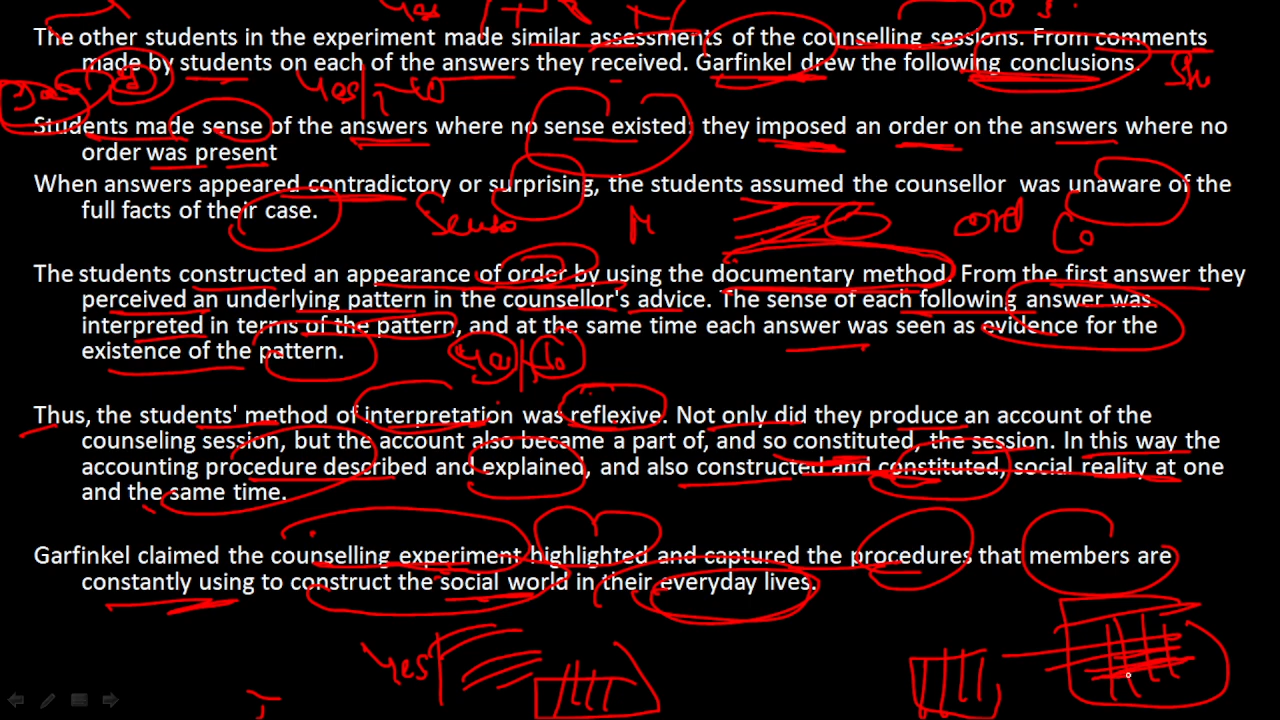 Yes
The other students in the experiment made similar assessments of the counselling sessions. From comments
made by students on each of the answers they received. Garfinkel drew the following conclusions.
Yes
Students made sense of the answers where no sense existed; they imposed an order on the answers where no
order was present
When answers appeared contradictory or surprising, the students assumed the counsellor was unaware of the
full facts of their case.
The students constructed an appearance of order by using the documentary method. From the first answer they
perceived an underlying pattern in the counsellor's advice. The sense of each following answer was
interpreted in terms of the pattern, and at the same time each answer was seen as evidence for the
existence of the pattern.
Yes
Thus, the students' method of interpretation was reflexive. Not only did they produce an account of the
counseling session, but the account also became a part of, and so constituted, the session. In this way the
accounting procedure described and explained, and also constructed and constituted, social reality at one
and the same time.
Garfinkel claimed the counselling experiment highlighted and captured the procedures that members are
constantly using to construct the social world in their everyday lives.
Yes